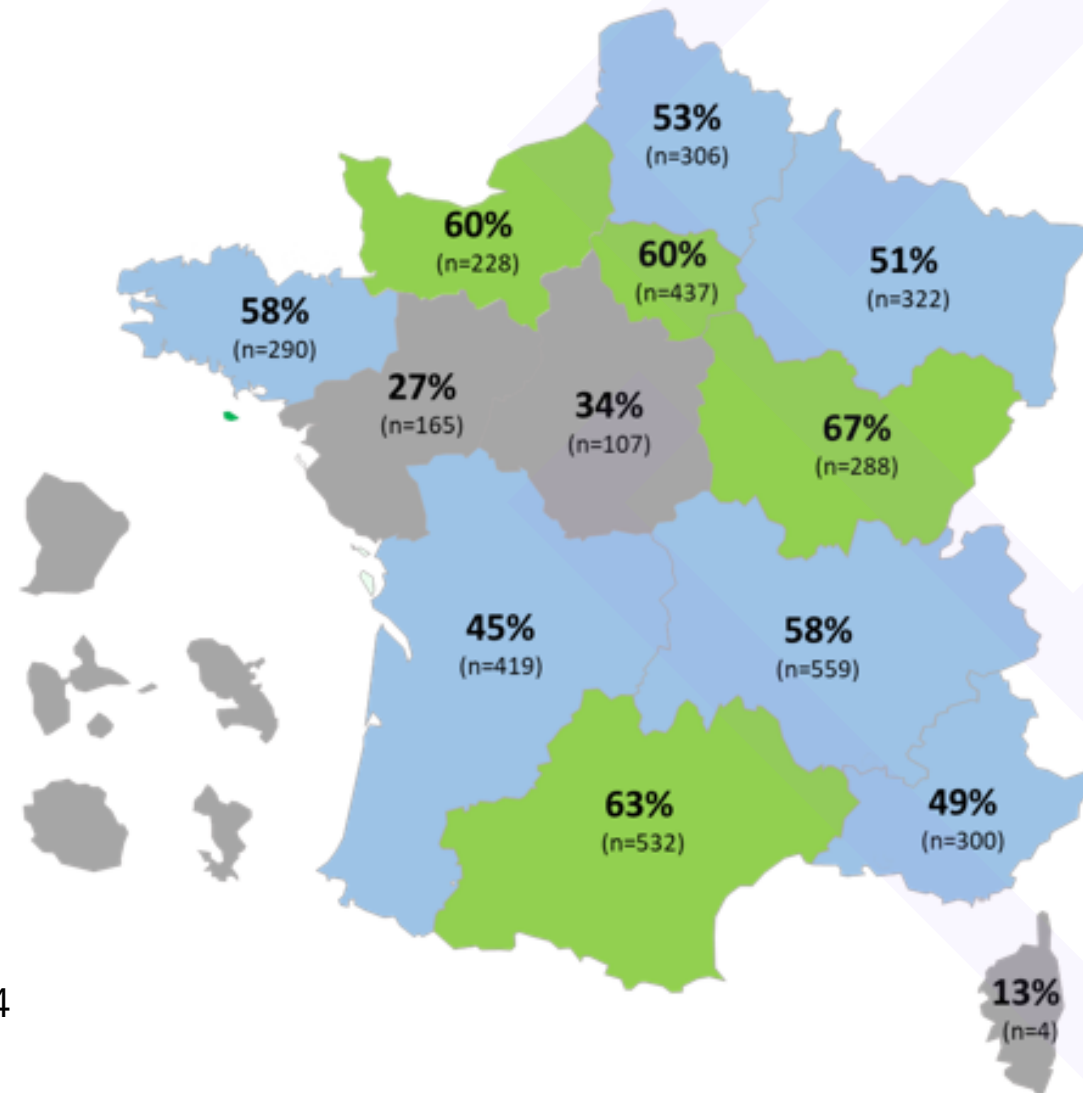 53%
(n=306)
60%
(n=228)
60%
(n=437)
51%
(n=322)
58%
(n=290)
27%
(n=165)
34%
(n=107)
67%
(n=288)
45%
(n=419)
58%
(n=559)
63%
(n=532)
49%
(n=300)
13%
(n=4)
4